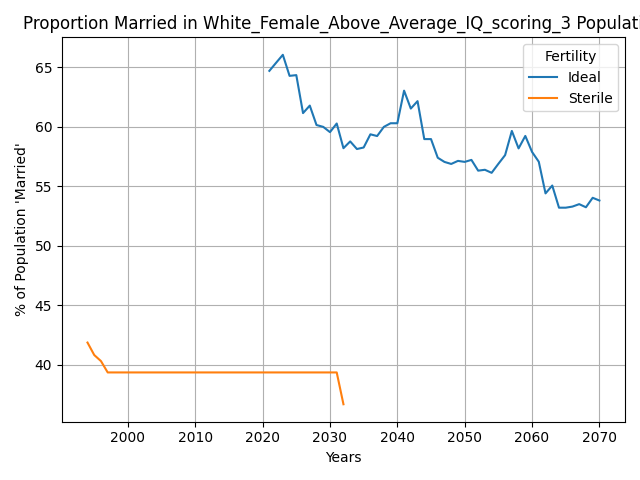 Proportion Married in White_Female_Above_Average_IQ_scoring_3 Populati
Fertility
Ideal
Sterile
% of Population 'Married'
65
60
55
50
45
40
2000 2010 2020 2030 2040 2050 2060 2070
Years